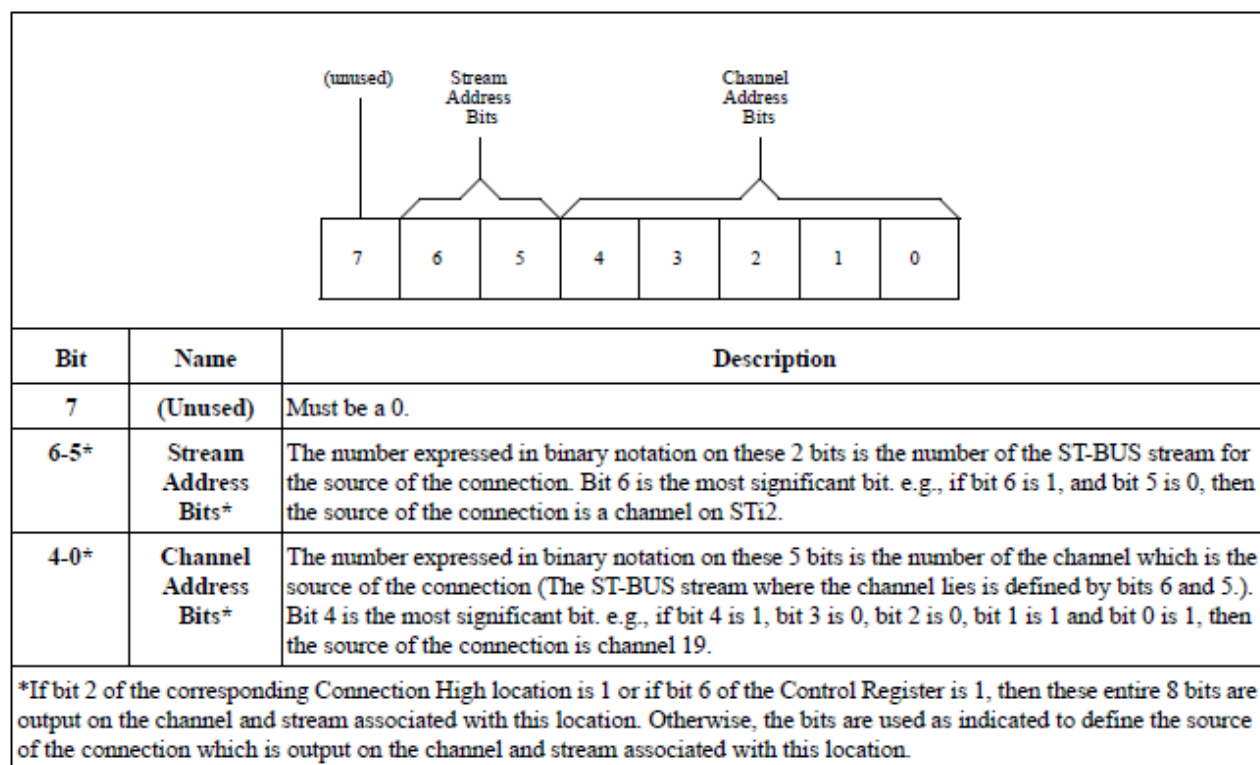 (unused) Stream Address Bits Channel Address Bits
7 6 5 4 3 2 1 0
Bit Name Description
7 (Unused) Must be a 0.
6-5* Stream Address Bits* The number expressed in binary notation on these 2 bits is the number of the ST-BUS stream for
the source of the connection. Bit 6 is the most significant bit. e.g., if bit 6 is 1, and bit 5 is 0, then
the source of the connection is a channel on STi2.
4-0* Channel Address Bits* The number expressed in binary notation on these 5 bits is the number of the channel which is the
source of the connection (The ST-BUS stream where the channel lies is defined by bits 6 and 5.).
Bit 4 is the most significant bit. e.g., if bit 4 is 1, bit 3 is 0, bit 2 is 0, bit 1 is 1 and bit 0 is 1, then
the source of the connection is channel 19.
*If bit 2 of the corresponding Connection High location is 1 or if bit 6 of the Control Register is 1, then these entire 8 bits are
output on the channel and stream associated with this location. Otherwise, the bits are used as indicated to define the source
of the connection which is output on the channel and stream associated with this location.